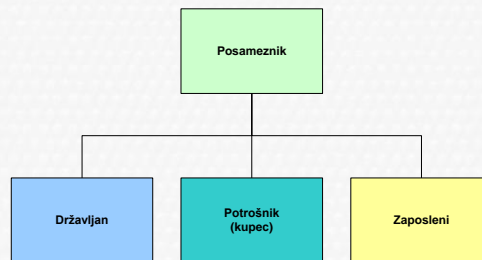 Posameznik
Državljan
Potrošnik
(kupec)
Zaposleni